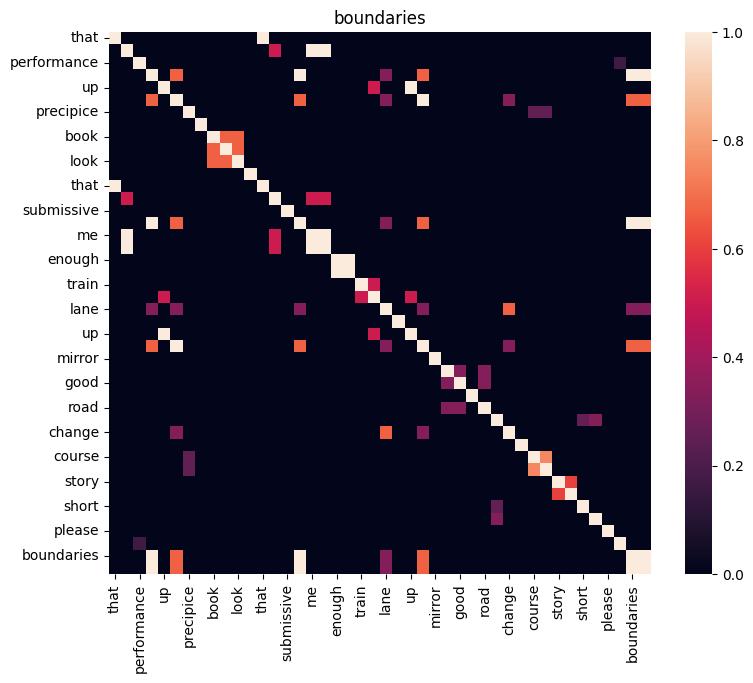 boundaries
that
performance
up
precipice
book
look
that
submissive
me
enough
train
lane
up
mirror
good
road
change
course
story
short
please
boundaries
1.0
0.8
0.6
0.4
0.2
0.0
that
performance
up
precipice
book
look
that
submissive
me
enough
train
lane
up
mirror
good
road
change
course
story
short
please
boundaries